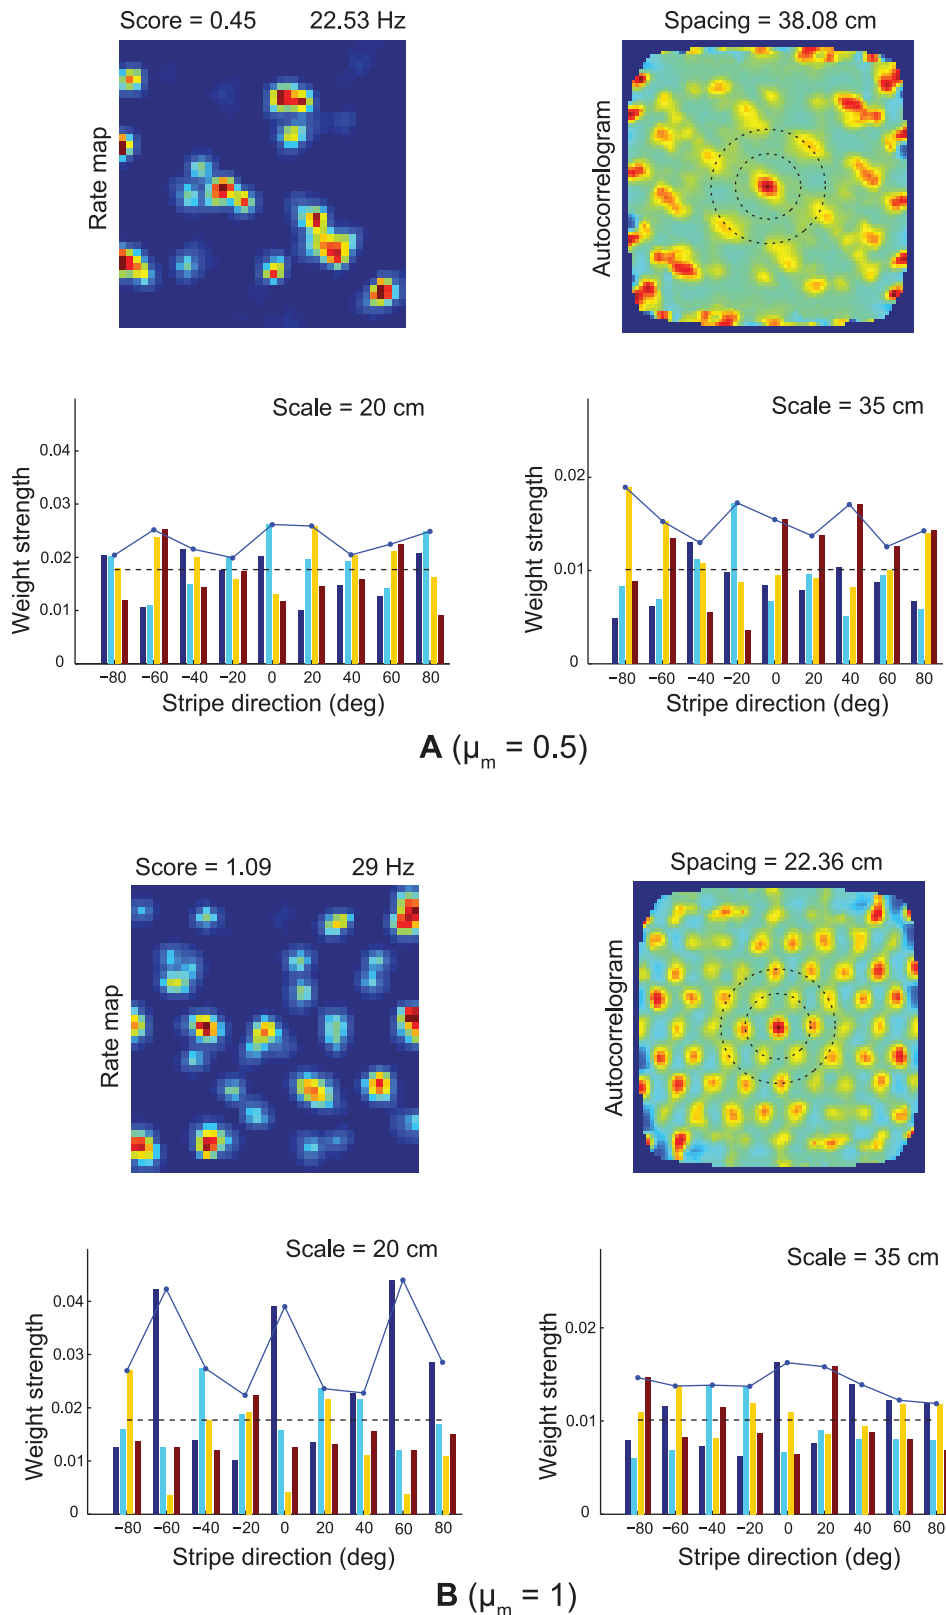 Score = 0.45 22.53 Hz
Spacing = 38.08 cm
Rate map
Autocorrelogram
Scale = 20 cm
Weight strength
0.04
0.03
0.02
0.01
0
−80 −60 −40 −20 0 20 40 60 80
Stripe direction (deg)
Scale = 35 cm
Weight strength
0.02
0.01
0
−80 −60 −40 −20 0 20 40 60 80
Stripe direction (deg)
A (μm = 0.5)
Score = 1.09 29 Hz
Spacing = 22.36 cm
Rate map
Autocorrelogram
Scale = 20 cm
Weight strength
0.04
0.03
0.02
0.01
0
−80 −60 −40 −20 0 20 40 60 80
Stripe direction (deg)
Scale = 35 cm
Weight strength
0.02
0.01
0
−80 −60 −40 −20 0 20 40 60 80
Stripe direction (deg)
B (μm = 1)